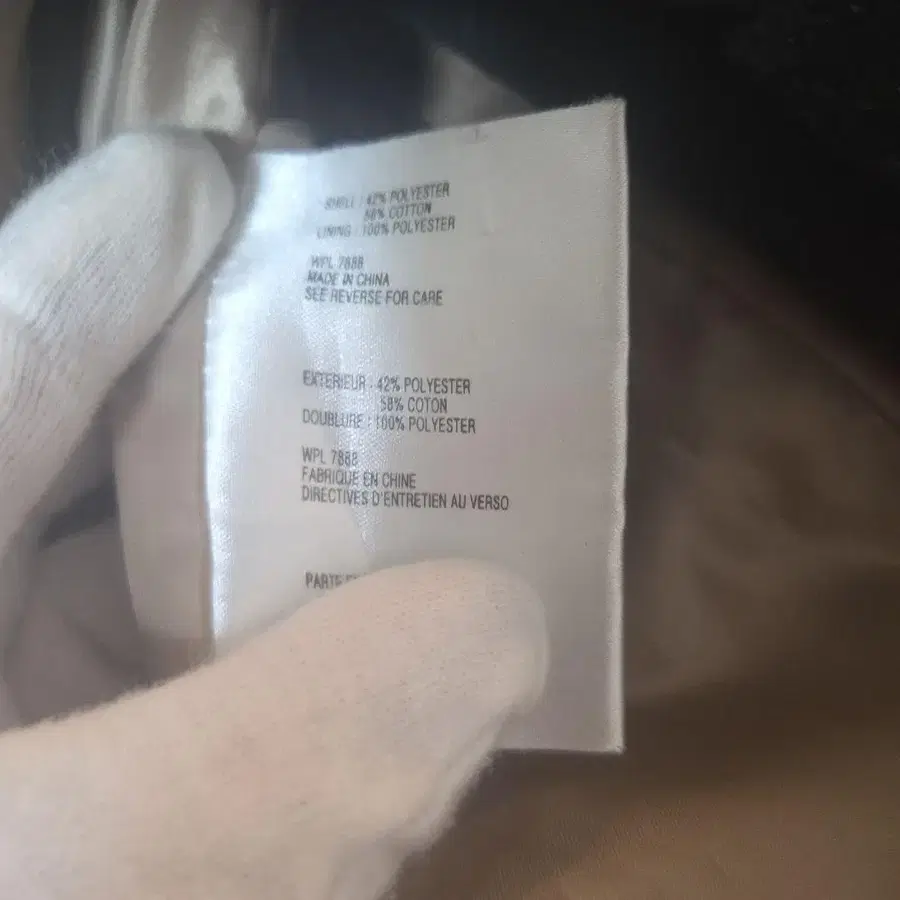 SHELL : 42% POLYESTER
58% COTTON
LINING : 100% POLYESTER
WPL 7888
MADE IN CHINA
SEE REVERSE FOR CARE
EXTERIEUR : 42% POLYESTER
58% COTON
DOUBLURE : 100% POLYESTER
WPL 7888
FABRIQUE EN CHINE
DIRECTIVES D'ENTRETIEN AU VERSO
PARTE